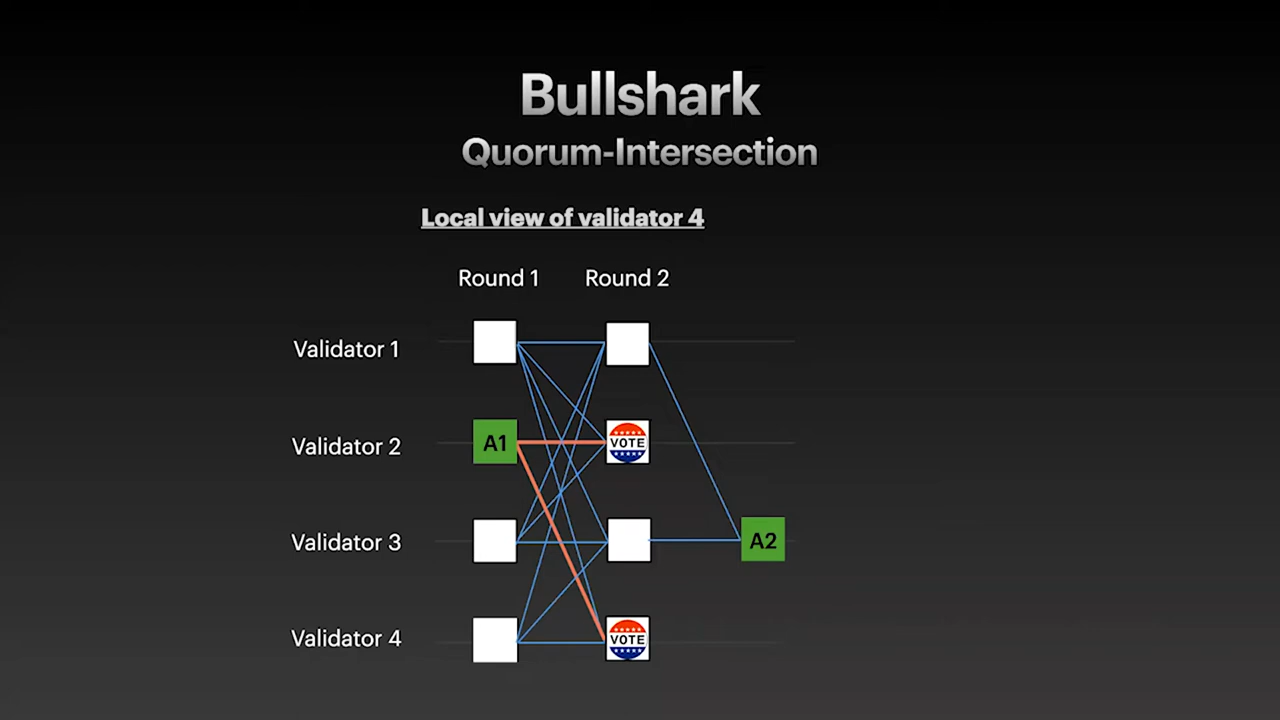 Bullshark
Quorum-Intersection
Local view of validator 4
Round 1 Round 2
Validator 1
Validator 2 A1 VOTE
Validator 3 A2
Validator 4 VOTE